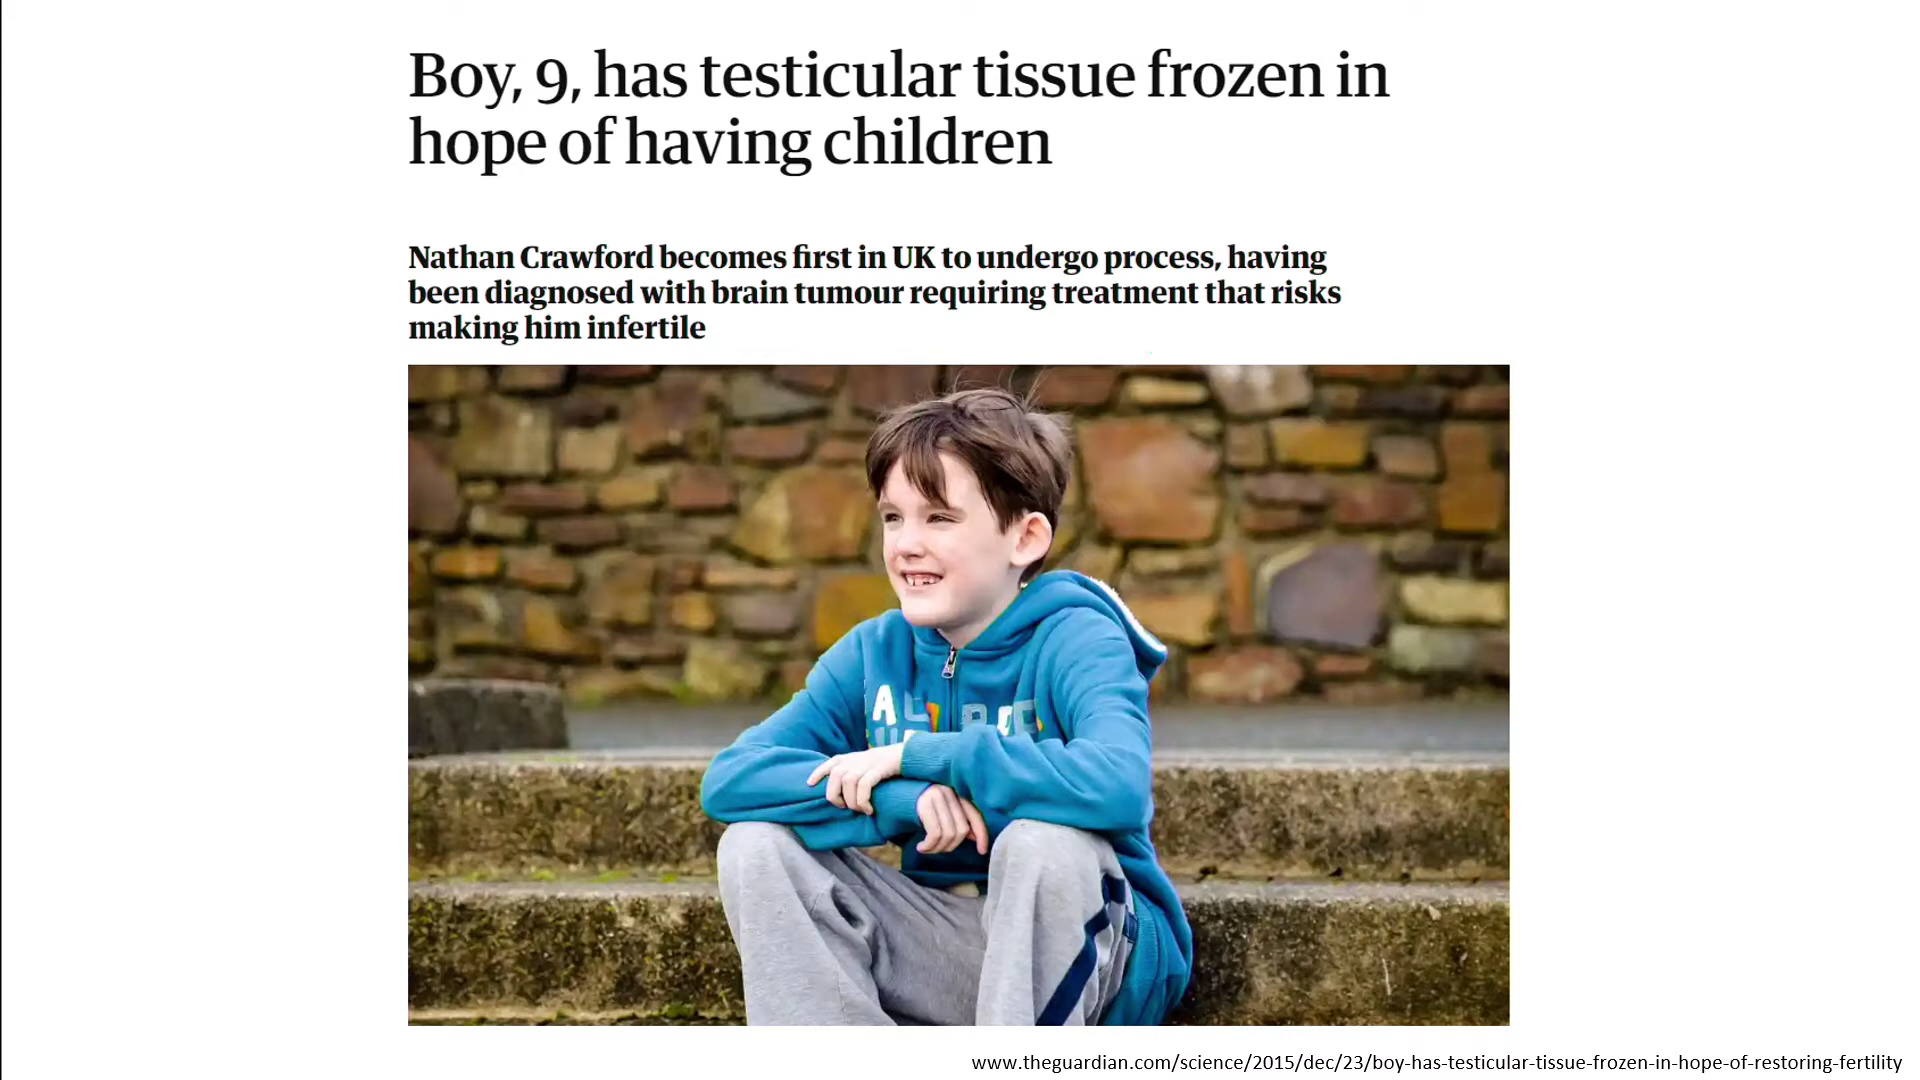 Boy, 9, has testicular tissue frozen in
hope of having children
Nathan Crawford becomes first in UK to undergo process, having
been diagnosed with brain tumour requiring treatment that risks
making him infertile
www.theguardian.com/science/2015/dec/23/boy-has-testicular-tissue-frozen-in-hope-of-restoring-fertility